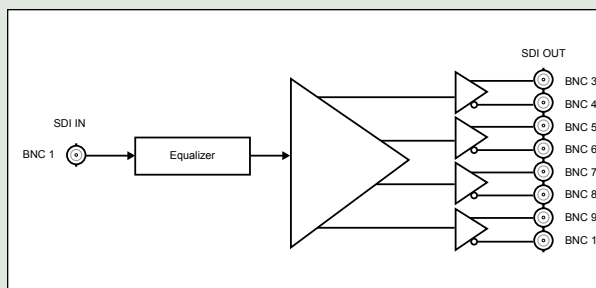 SDI OUT
BNC 3
SDI IN
BNC 4
BNC 5
BNC 1
Equalizer
BNC 6
BNC 7
BNC 8
BNC 9
BNC 1